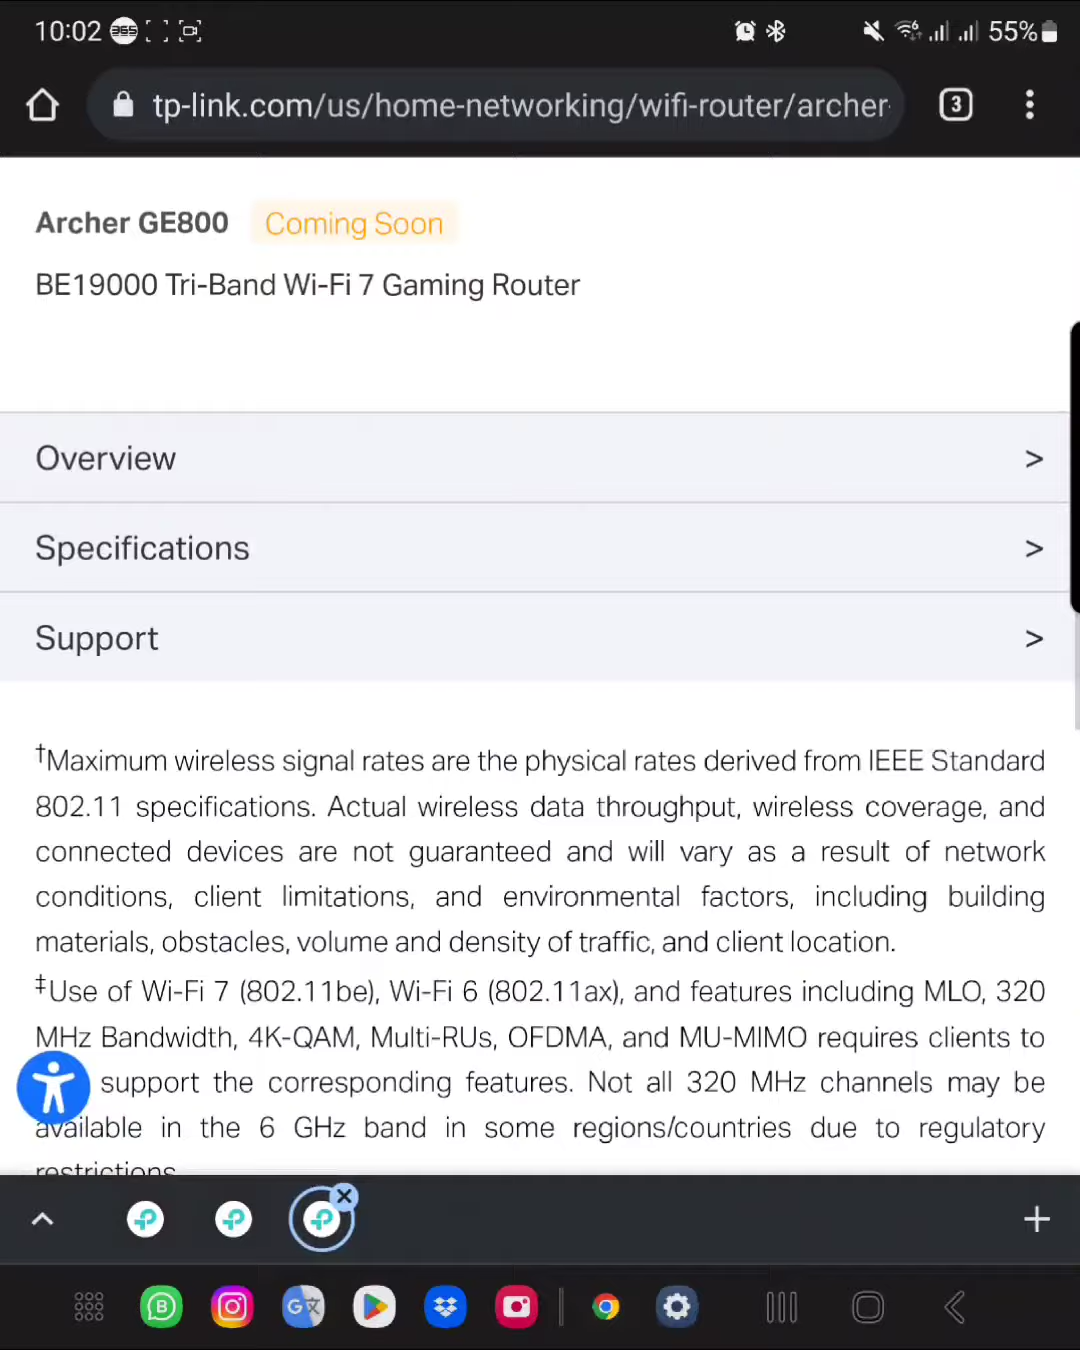 10:02
365
55%
tp-link.com/us/home-networking/wifi-router/archer-
3
Archer GE800 Coming Soon
BE19000 Tri-Band Wi-Fi 7 Gaming Router
Overview >
Specifications >
Support >
†Maximum wireless signal rates are the physical rates derived from IEEE Standard
802.11 specifications. Actual wireless data throughput, wireless coverage, and
connected devices are not guaranteed and will vary as a result of network
conditions, client limitations, and environmental factors, including building
materials, obstacles, volume and density of traffic, and client location.
‡Use of Wi-Fi 7 (802.11be), Wi-Fi 6 (802.11ax), and features including MLO, 320
MHz Bandwidth, 4K-QAM, Multi-RUs, OFDMA, and MU-MIMO requires clients to
support the corresponding features. Not all 320 MHz channels may be
available in the 6 GHz band in some regions/countries due to regulatory
restrictions